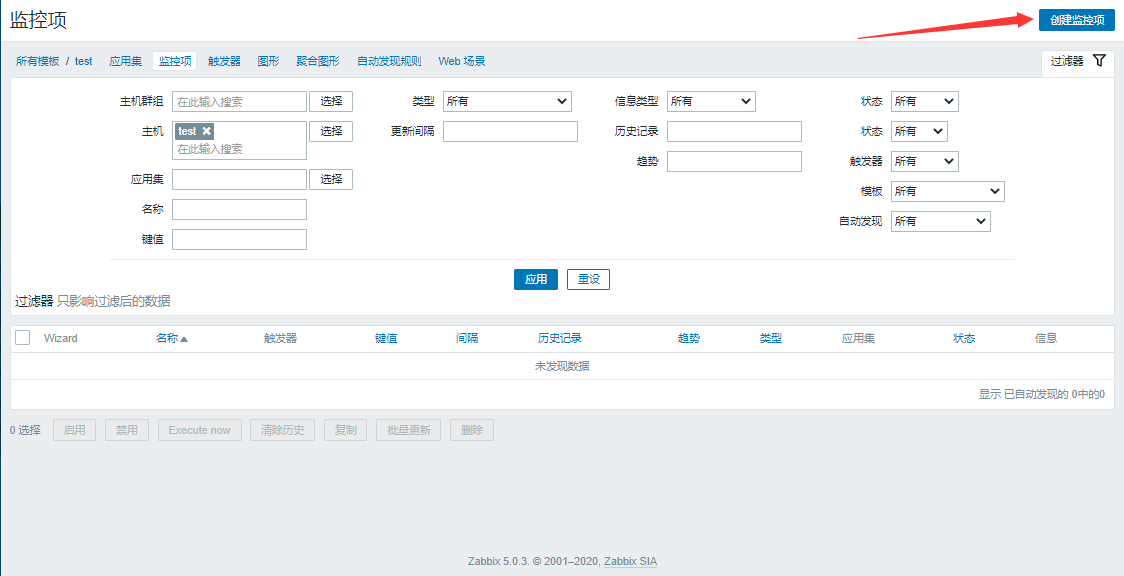 监控项
创建监控项
所有模板 / test 应用集 监控项 触发器 图形 聚合图形 自动发现规则 Web 场景 过滤器
主机群组 在此输入搜索 选择 类型 所有 信息类型 所有 状态 所有
主机 test 选择 更新间隔 历史记录 状态 所有
在此输入搜索
趋势 触发器 所有
应用集 选择 模板 所有
名称 自动发现 所有
键值
应用 重设
过滤器 只影响过滤后的数据
Wizard 名称 触发器 键值 间隔 历史记录 趋势 类型 应用集 状态 信息
未发现数据
显示 已自动发现的 0中的0
0 选择 启用 禁用 Execute now 清除历史 复制 批量更新 删除
Zabbix 5.0.3. © 2001–2020, Zabbix SIA